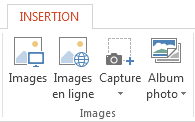 INSERTION
Images
Images
en ligne
Capture
Album
photo
Images